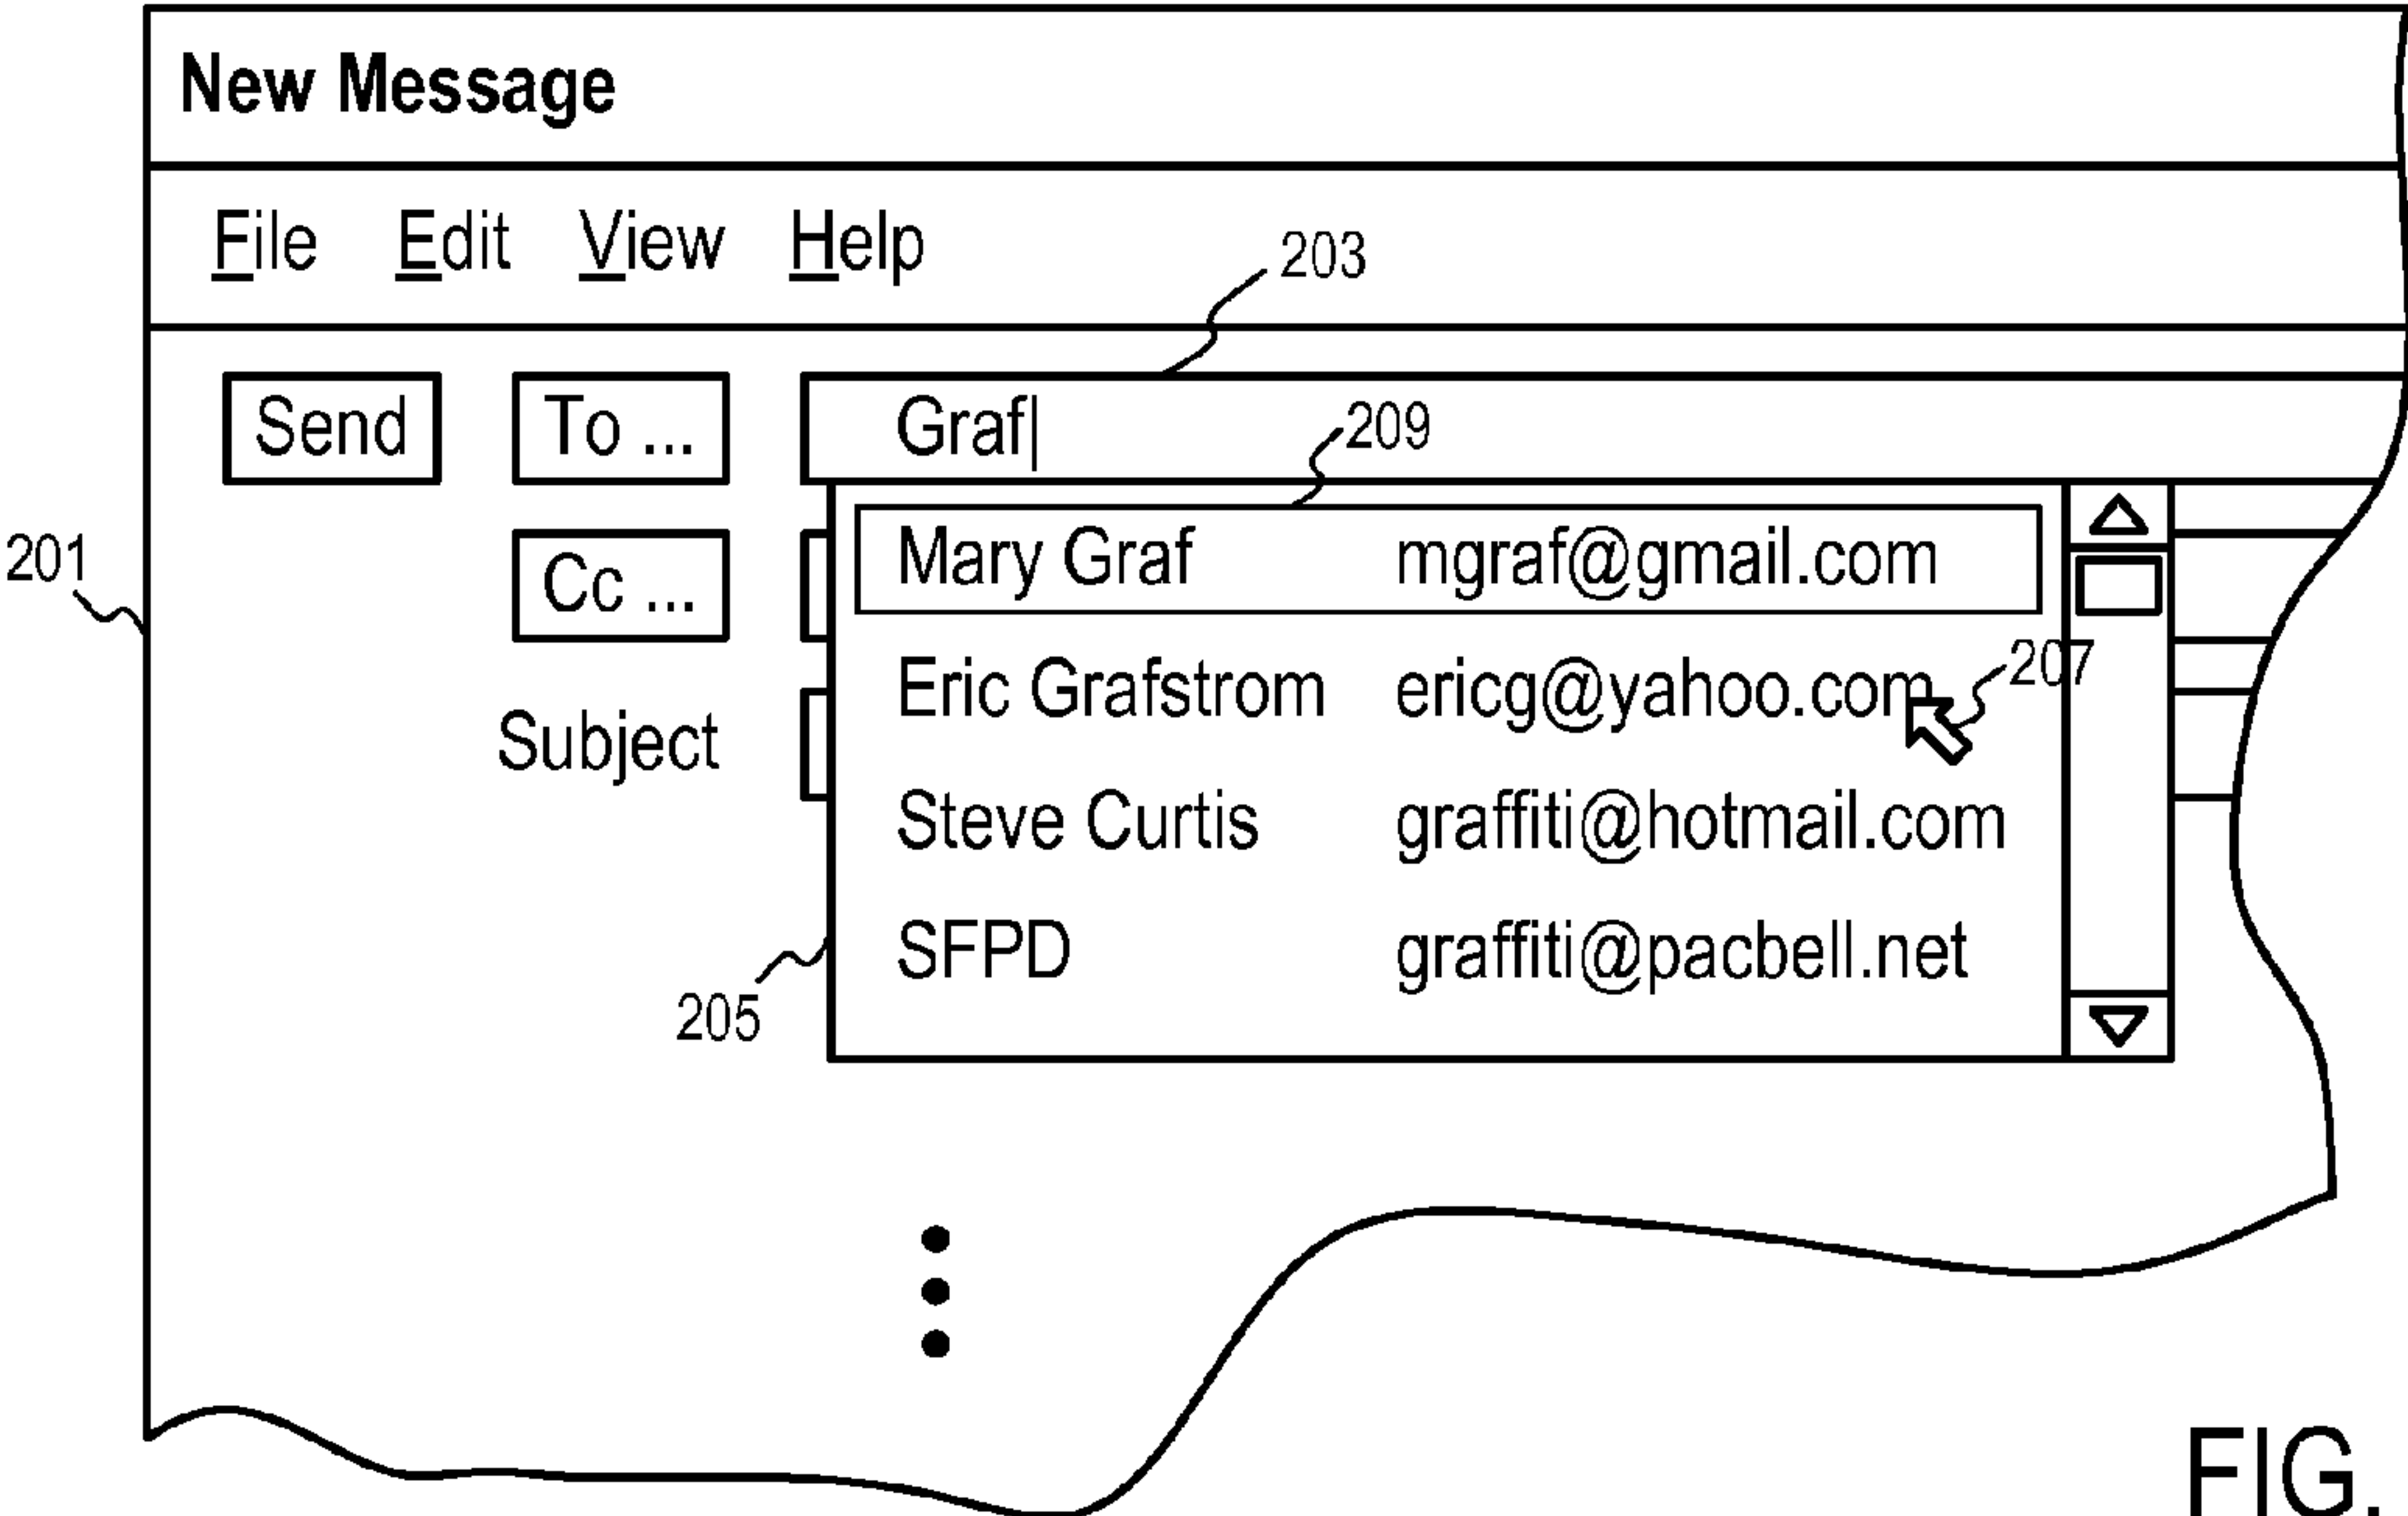 New Message
File Edit View Help
203
Send To ... Graf
209
201
Mary Graf mgraf@gmail.com
Cc ...
Eric Grafstrom ericg@yahoo.com
207
Subject
Steve Curtis graffiti@hotmail.com
SFPD graffiti@pacbell.net
205
FIG.